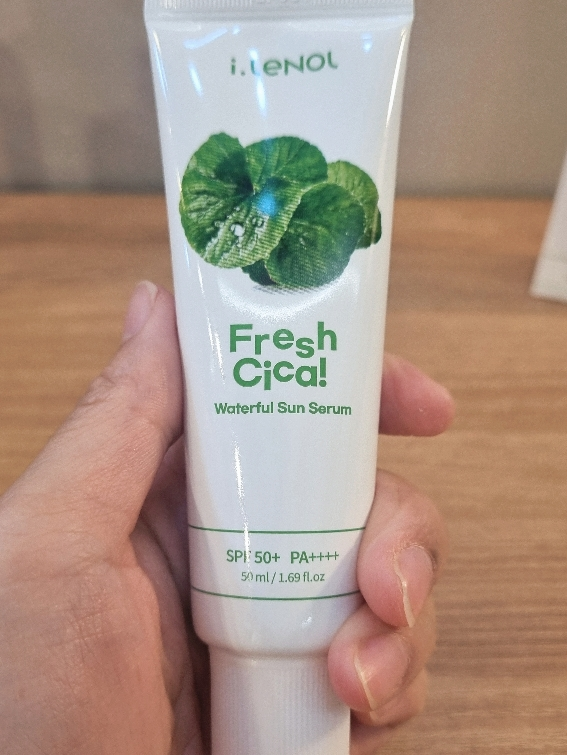 i.LENOL
Fresh
Cica!
Waterful Sun Serum
SPF 50+ PA++++
50 ml / 1.69 fl.oz